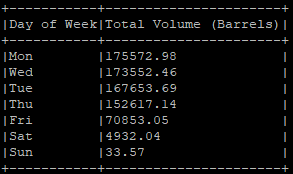 +-----------+----------------------+
|Day of Week|Total Volume (Barrels)|
+-----------+----------------------+
|Mon        |175572.98             |
|Wed        |173552.46             |
|Tue        |167653.69             |
|Thu        |152617.14             |
|Fri        |70853.05              |
|Sat        |4932.04               |
|Sun        |33.57                 |
+-----------+----------------------+